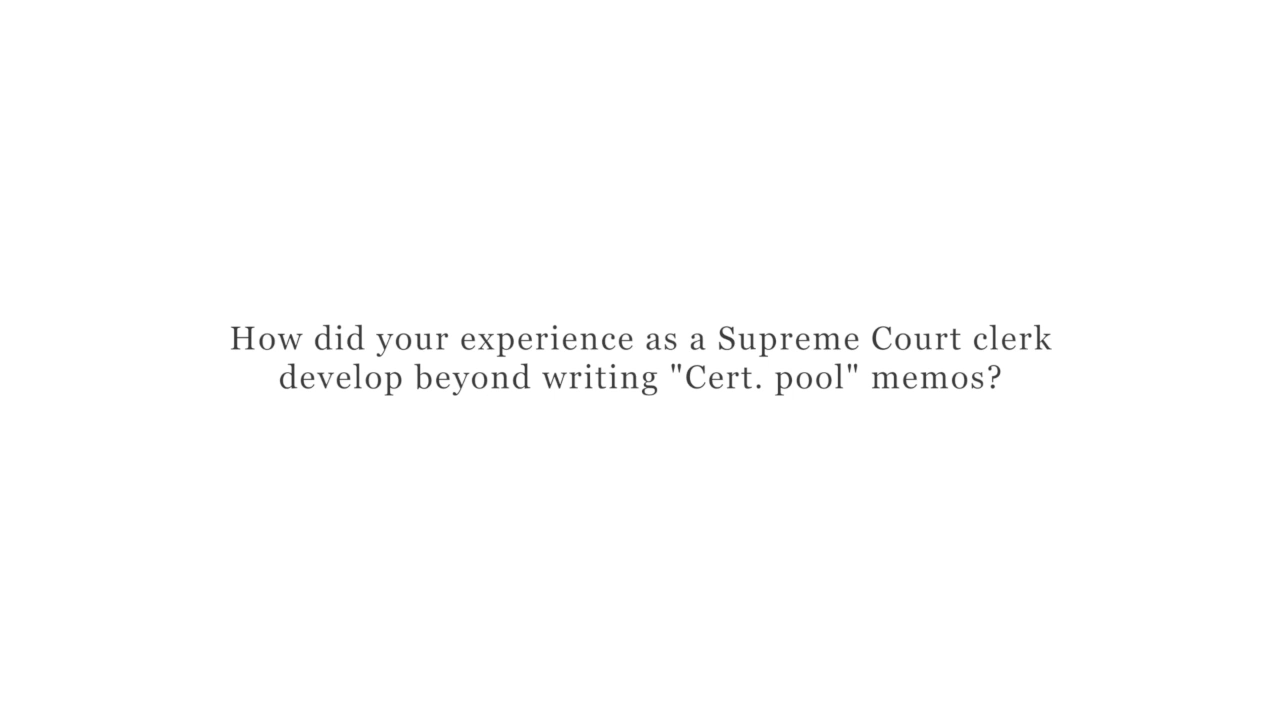 How did your experience as a Supreme Court clerk
develop beyond writing "Cert. pool" memos?